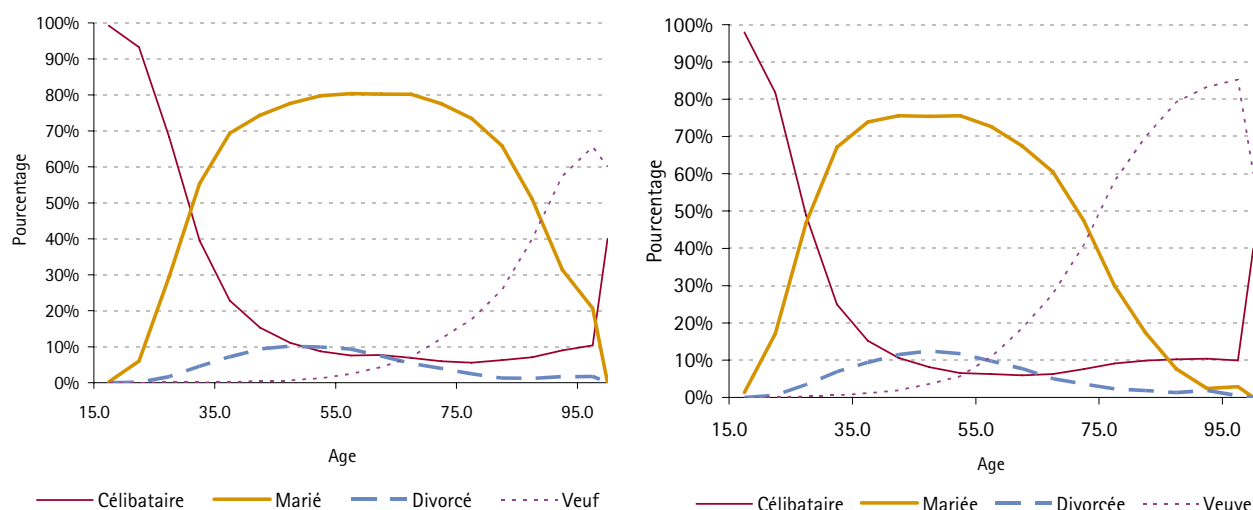 100%
90%
80%
70%
60%
50%
40%
30%
20%
10%
0%
Pourcentage
15.0 35.0 55.0 75.0 95.0
Age
Célibataire Marié Divorcé Veuf
100%
90%
80%
70%
60%
50%
40%
30%
20%
10%
0%
Pourcentage
15.0 35.0 55.0 75.0 95.0
Age
Célibataire Mariée Divorcée Veuve